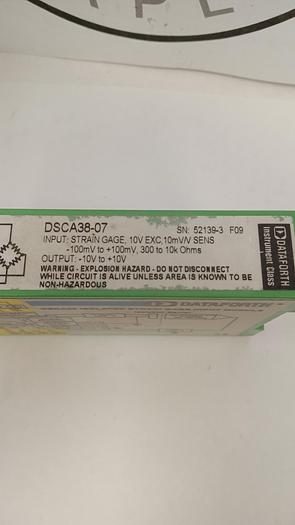 DSCA38-07 SN: 52139-3 F09
INPUT: STRAIN GAGE, 10V EXC,10mV/V SENS
-100mV to +100mV, 300 to 10k Ohms
OUTPUT: -10V to +10V
WARNING - EXPLOSION HAZARD - DO NOT DISCONNECT
WHILE CIRCUIT IS ALIVE UNLESS AREA IS KNOWN TO BE
NON-HAZARDOUS
DATAFORTH
Instrument Class
DATAFORTH